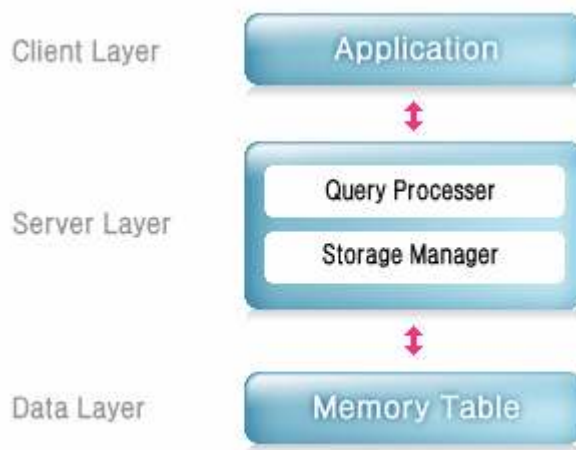 Client Layer
Application
Query Processer
Server Layer
Storage Manager
Data Layer
Memory Table